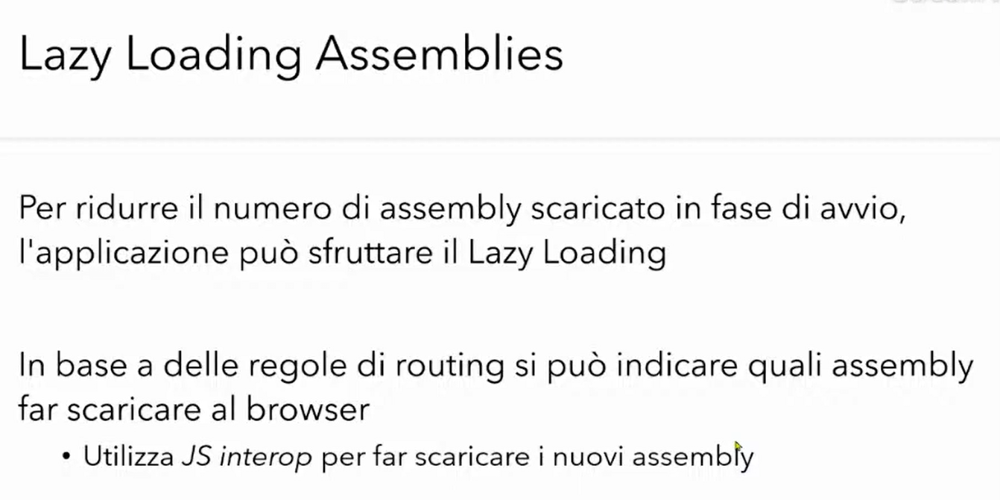 Lazy Loading Assemblies
Per ridurre il numero di assembly scaricato in fase di avvio,
l'applicazione può sfruttare il Lazy Loading
In base a delle regole di routing si può indicare quali assembly
far scaricare al browser
• Utilizza JS interop per far scaricare i nuovi assembly